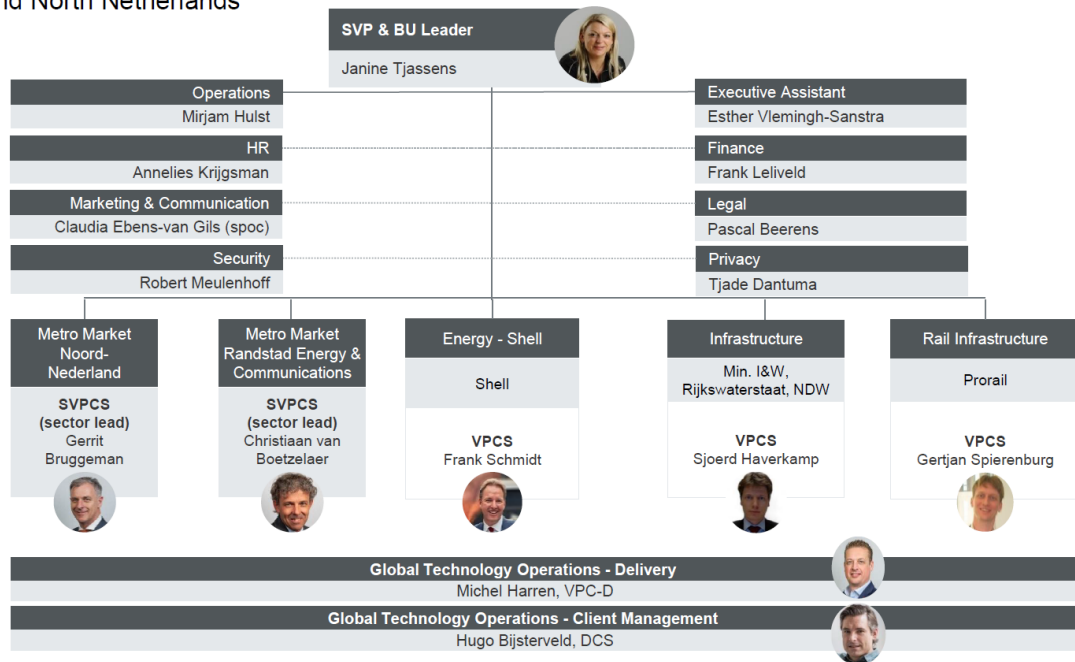 nd North Netherlands
SVP & BU Leader
Janine Tjassens
Operations
Mirjam Hulst
Executive Assistant
Esther Vlemingh-Sanstra
HR
Annelies Krijgsman
Finance
Frank Leliveld
Marketing & Communication
Claudia Ebens-van Gils (spoc)
Legal
Pascal Beerens
Security
Robert Meulenhoff
Privacy
Tjade Dantuma
Metro Market
Noord-
Nederland
SVPCS
(sector lead)
Gerrit
Bruggeman
Metro Market
Randstad Energy &
Communications
SVPCS
(sector lead)
Christiaan van
Boetzelaer
Energy - Shell
Shell
VPCS
Frank Schmidt
Infrastructure
Min. I&W,
Rijkswaterstaat, NDW
VPCS
Sjoerd Haverkamp
Rail Infrastructure
Prorail
VPCS
Gertjan Spierenburg
Global Technology Operations - Delivery
Michel Harren, VPC-D
Global Technology Operations - Client Management
Hugo Bijsterveld, DCS